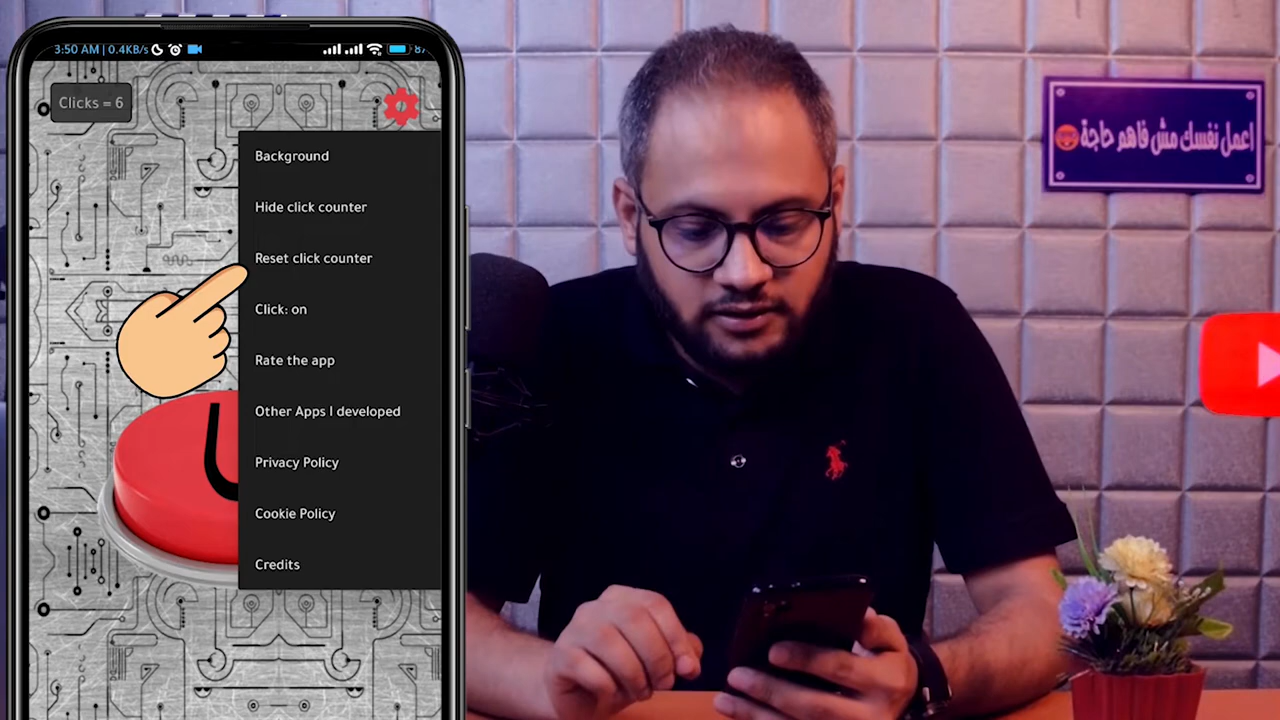 3:50 AM | 0.4KB/s
Clicks = 6
Background
Hide click counter
Reset click counter
Click: on
Rate the app
Other Apps I developed
Privacy Policy
Cookie Policy
Credits
اعمل نفسك مش فاهم حاجة